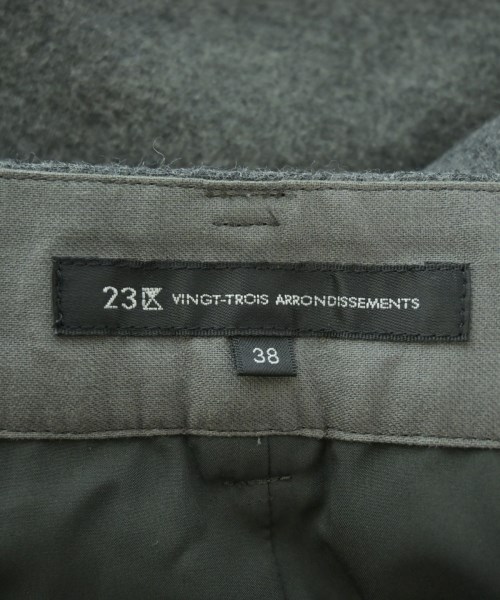 23区 VINGT-TROIS ARRONDISSEMENTS
38